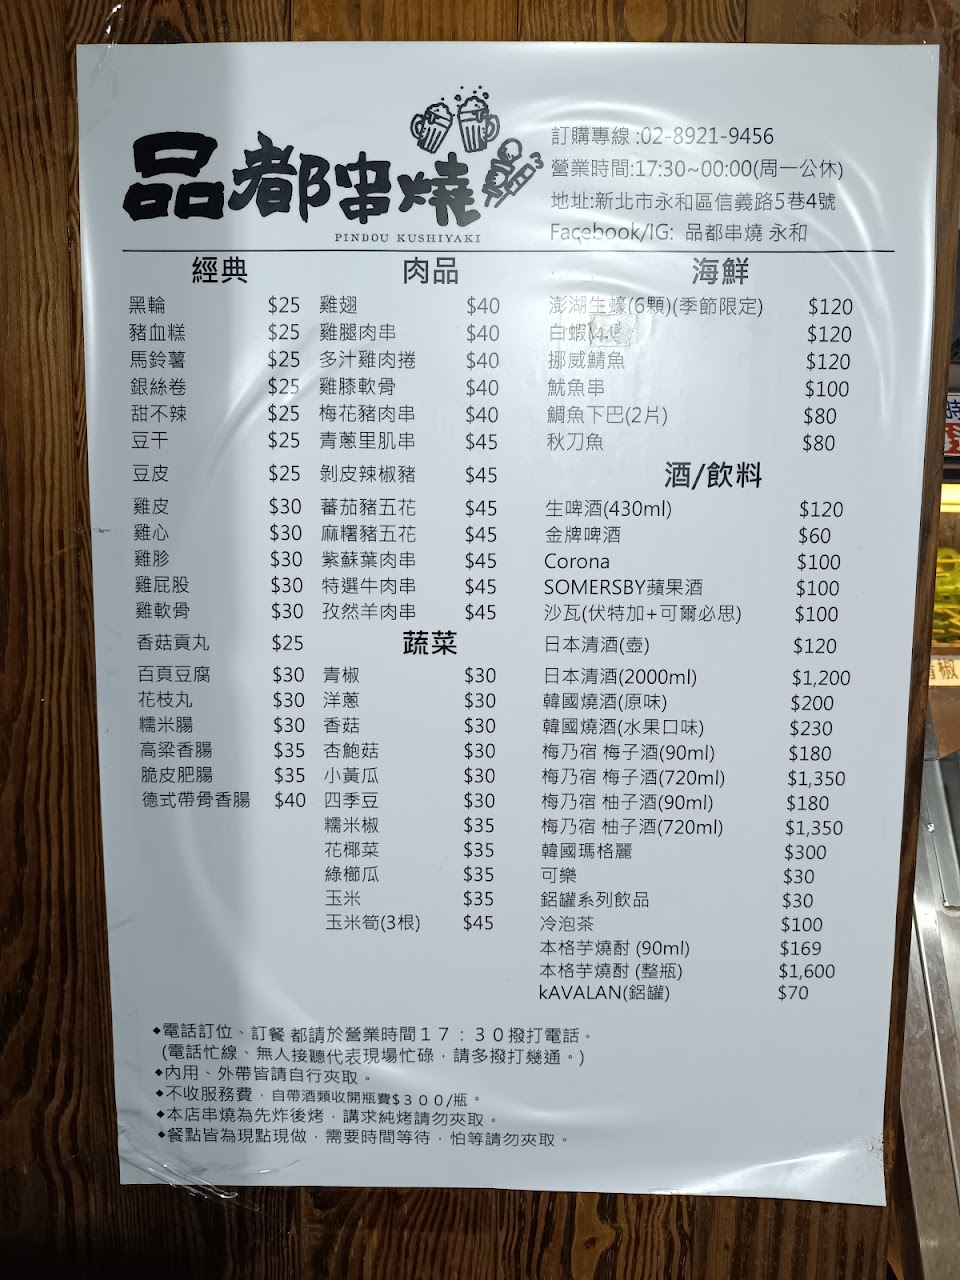 品都串燒
PINDOU KUSHIYAKI
訂購專線:02-8921-9456
營業時間:17:30~00:00(周一公休)
地址:新北市永和區信義路5巷4號
Facebook/IG: 品都串燒 永和
經典
黑輪 $25
豬血糕 $25
馬鈴薯 $25
銀絲卷 $25
甜不辣 $25
豆干 $25
豆皮 $25
雞皮 $30
雞心 $30
雞胗 $30
雞屁股 $30
雞軟骨 $30
香菇貢丸 $25
百頁豆腐 $30
花枝丸 $30
糯米腸 $30
高粱香腸 $35
脆皮肥腸 $35
德式帶骨香腸 $40
肉品
雞翅 $40
雞腿肉串 $40
多汁雞肉捲 $40
雞膝軟骨 $40
梅花豬肉串 $40
青蔥里肌串 $45
剝皮辣椒豬 $45
蕃茄豬五花 $45
麻糬豬五花 $45
紫蘇葉肉串 $45
特選牛肉串 $45
孜然羊肉串 $45
蔬菜
青椒 $30
洋蔥 $30
香菇 $30
杏鮑菇 $30
小黃瓜 $30
四季豆 $30
糯米椒 $35
花椰菜 $35
綠櫛瓜 $35
玉米 $35
玉米筍(3根) $45
海鮮
澎湖生蠔(6顆)(季節限定) $120
白蝦 $120
挪威鯖魚 $120
魷魚串 $100
鯛魚下巴(2片) $80
秋刀魚 $80
酒/飲料
生啤酒(430ml) $120
金牌啤酒 $60
Corona $100
SOMERSBY蘋果酒 $100
沙瓦(伏特加+可爾必思) $100
日本清酒(壺) $120
日本清酒(2000ml) $1,200
韓國燒酒(原味) $200
韓國燒酒(水果口味) $230
梅乃宿 梅子酒(90ml) $180
梅乃宿 梅子酒(720ml) $1,350
梅乃宿 柚子酒(90ml) $180
梅乃宿 柚子酒(720ml) $1,350
韓國瑪格麗 $300
可樂 $30
鋁罐系列飲品 $30
冷泡茶 $100
本格芋燒酎 (90ml) $169
本格芋燒酎 (整瓶) $1,600
kAVALAN(鋁罐) $70
◆電話訂位、訂餐 都請於營業時間17:30撥打電話。
(電話忙線、無人接聽代表現場忙碌，請多撥打幾通。)
◆內用、外帶皆請自行夾取。
◆不收服務費，自帶酒類收開瓶費$300/瓶。
◆本店串燒為先炸後烤，講求純烤請勿夾取。
◆餐點皆為現點現做，需要時間等待，怕等請勿夾取。